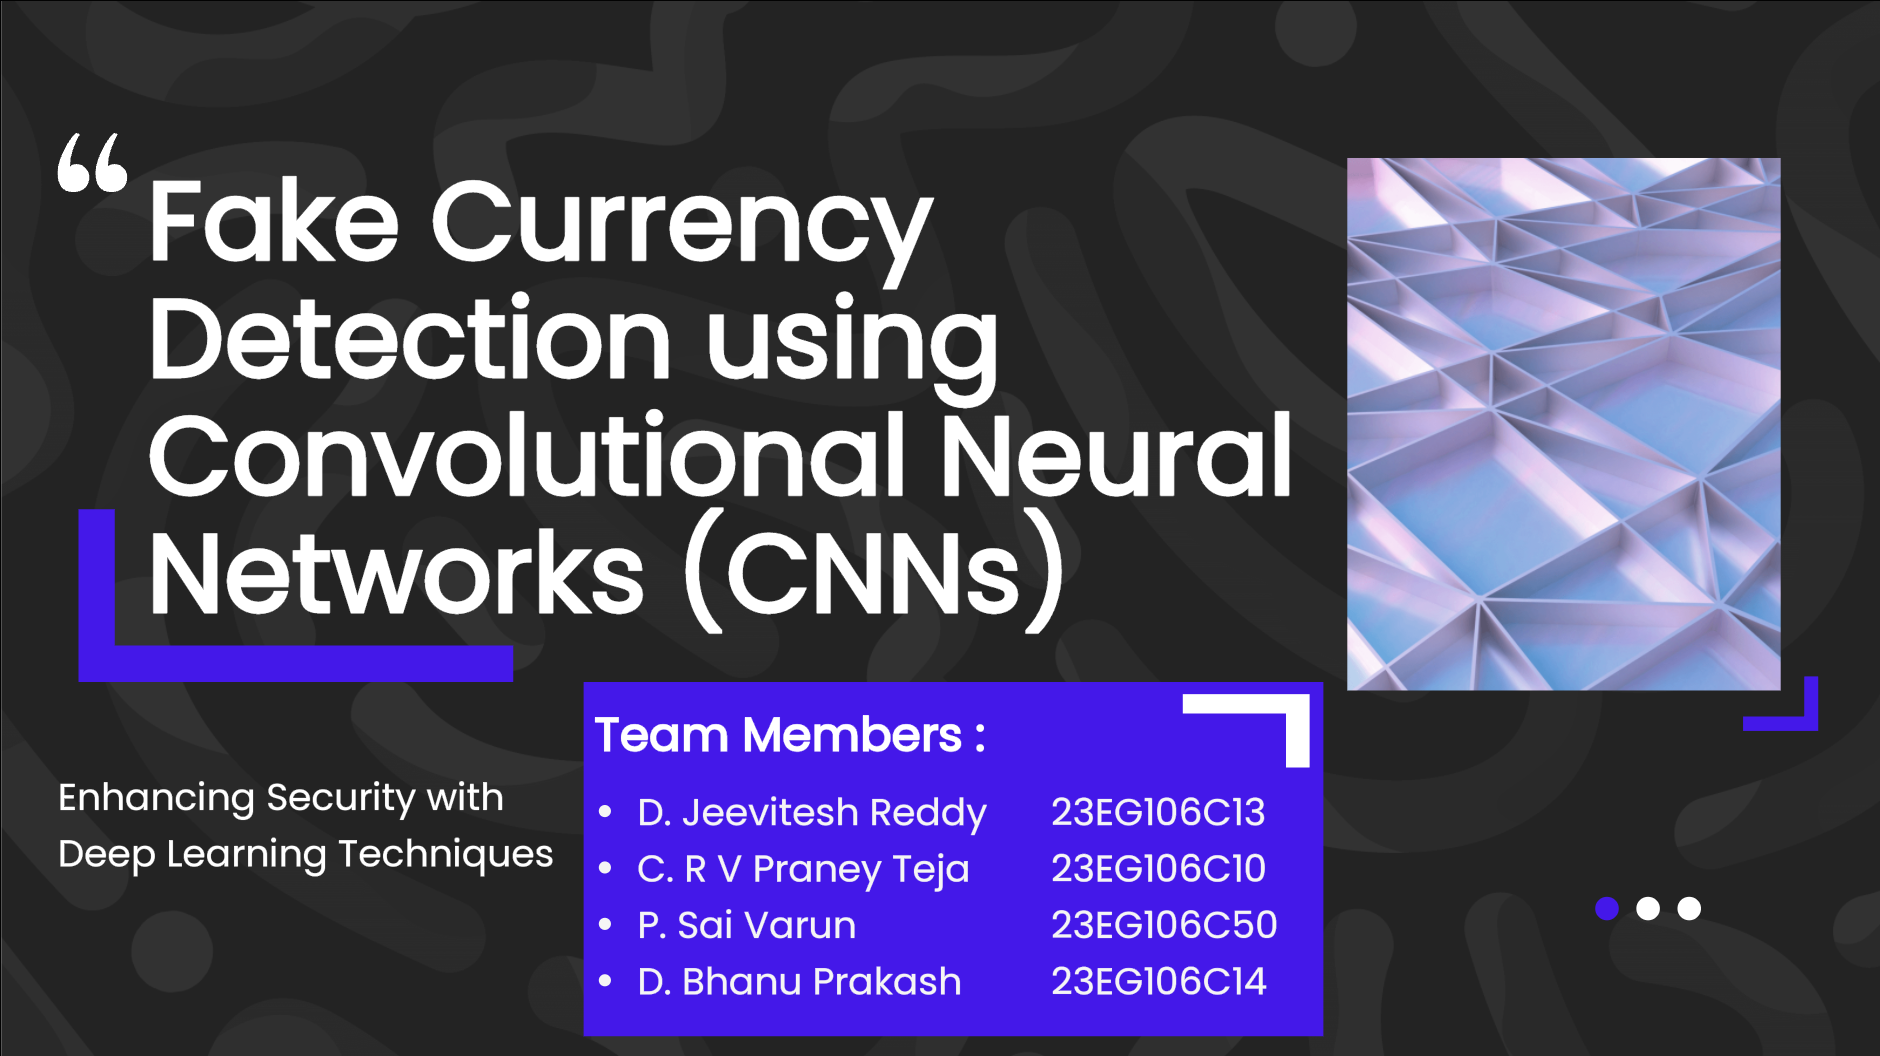 “
Fake Currency
Detection using
Convolutional Neural
Networks (CNNs)
Enhancing Security with
Deep Learning Techniques
Team Members :
• D. Jeevitesh Reddy 23EG106C13
• C. R V Praney Teja 23EG106C10
• P. Sai Varun 23EG106C50
• D. Bhanu Prakash 23EG106C14